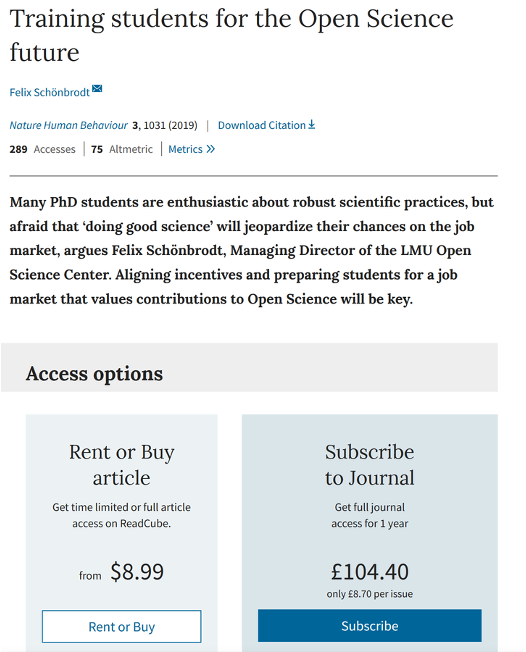 Training students for the Open Science
future
Felix Schönbrodt
Nature Human Behaviour 3, 1031 (2019) | Download Citation
289 Accesses | 75 Altmetric | Metrics »
Many PhD students are enthusiastic about robust scientific practices, but
afraid that ‘doing good science’ will jeopardize their chances on the job
market, argues Felix Schönbrodt, Managing Director of the LMU Open
Science Center. Aligning incentives and preparing students for a job
market that values contributions to Open Science will be key.
Access options
Rent or Buy
article
Get time limited or full article
access on ReadCube.
from $8.99
Rent or Buy
Subscribe
to Journal
Get full journal
access for 1 year
£104.40
only £8.70 per issue
Subscribe